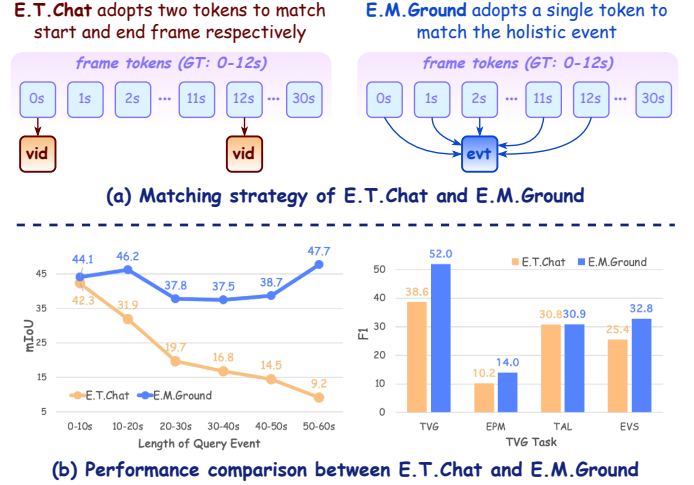 E.T.Chat adopts two tokens to match
start and end frame respectively
frame tokens (GT: 0-12s)
0s 1s 2s ... 11s 12s ... 30s
vid vid
E.M.Ground adopts a single token to
match the holistic event
frame tokens (GT: 0-12s)
0s 1s 2s ... 11s 12s ... 30s
evt
(a) Matching strategy of E.T.Chat and E.M.Ground
mIoU
45
35
25
15
5
44.1 46.2 37.8 37.5 38.7 47.7
42.3 31.9 19.7 16.8 14.5 9.2
E.T.Chat E.M.Ground
0-10s 10-20s 20-30s 30-40s 40-50s 50-60s
Length of Query Event
F1
50
40
30
20
10
0
E.T.Chat E.M.Ground
38.6 52.0 10.2 14.0 30.8 30.9 25.4 32.8
TVG EPM TAL EVS
TVG Task
(b) Performance comparison between E.T.Chat and E.M.Ground